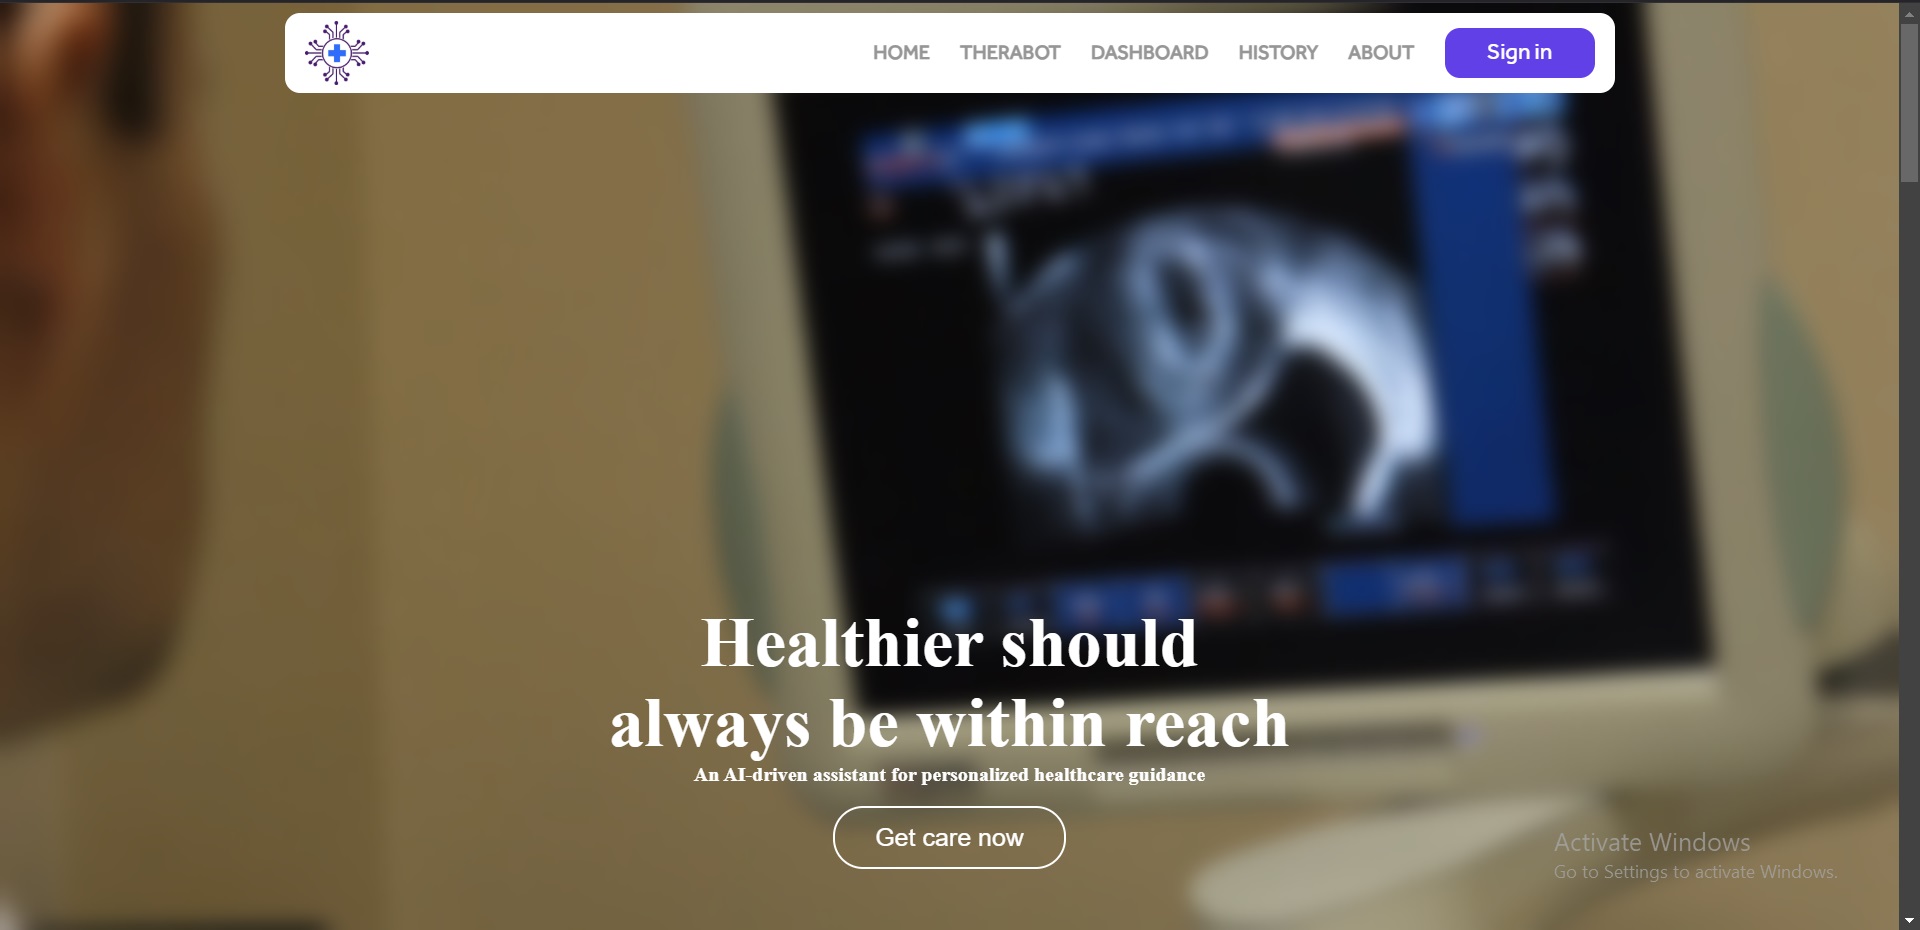 HOME THERABOT DASHBOARD HISTORY ABOUT Sign in
Healthier should
always be within reach
An AI-driven assistant for personalized healthcare guidance
Get care now
Activate Windows
Go to Settings to activate Windows.